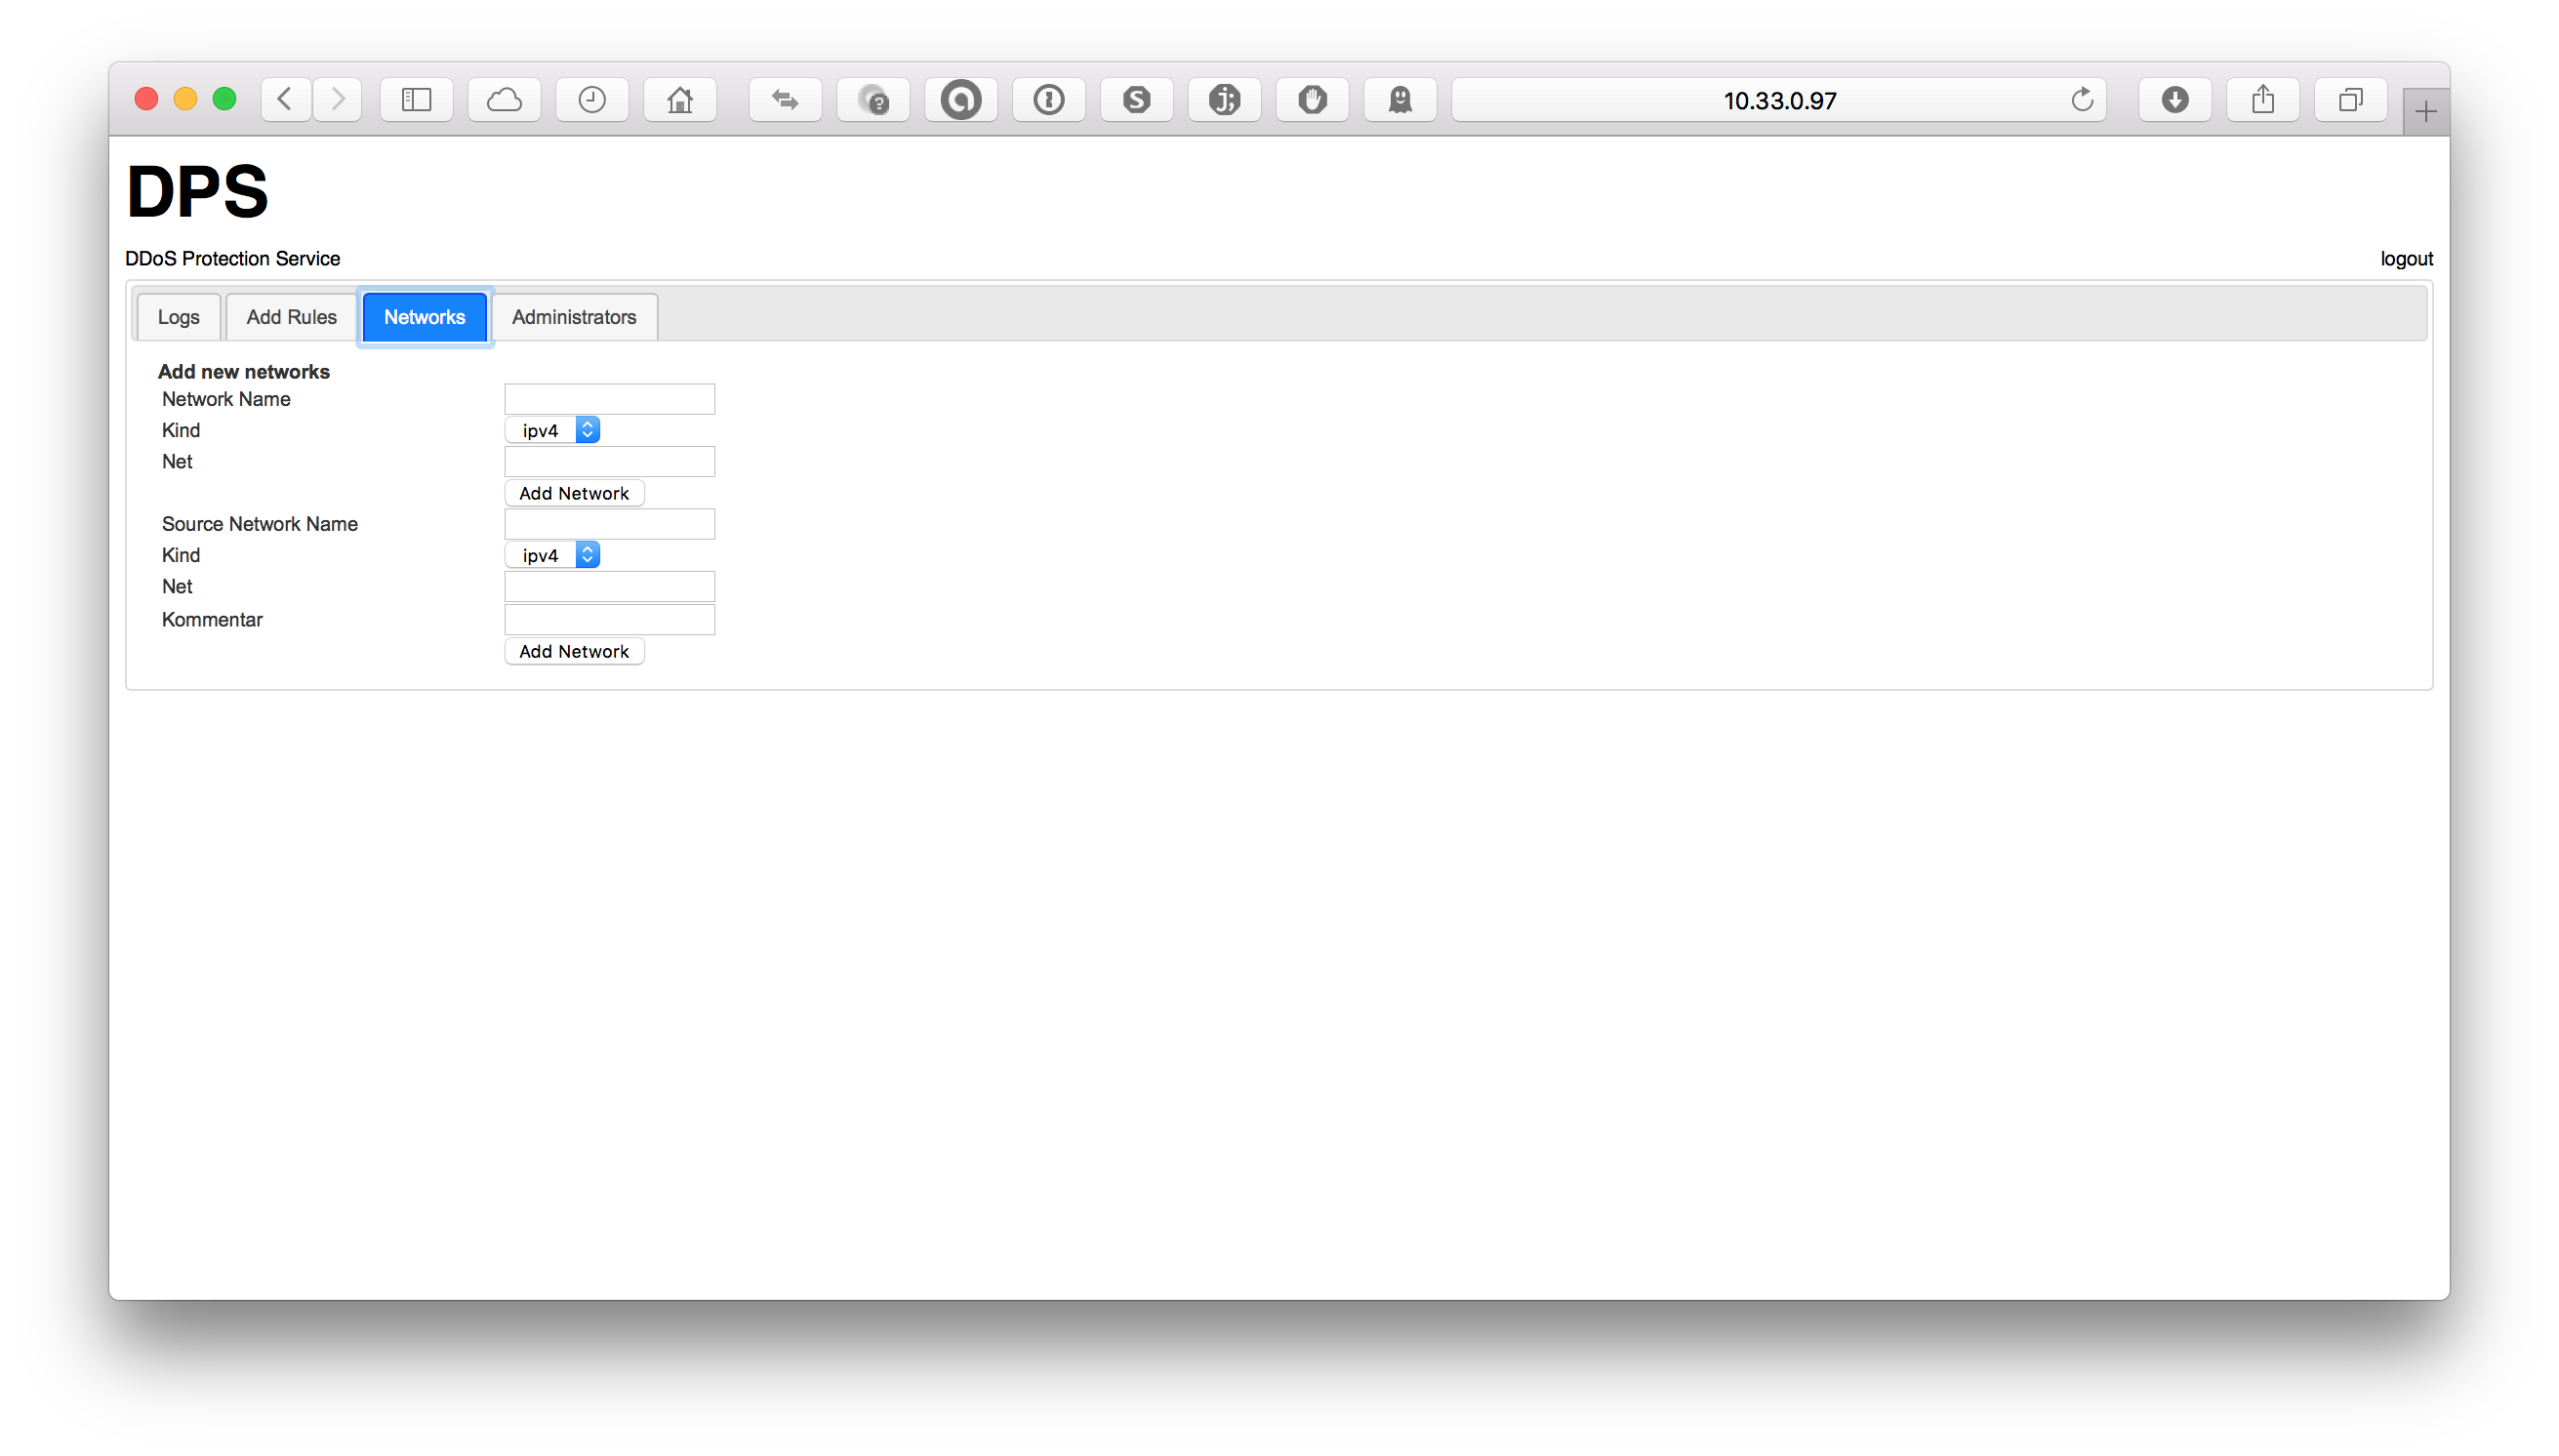 10.33.0.97
DPS
DDoS Protection Service logout
Logs Add Rules Networks Administrators
Add new networks
Network Name
Kind ipv4
Net
Add Network
Source Network Name
Kind ipv4
Net
Kommentar
Add Network